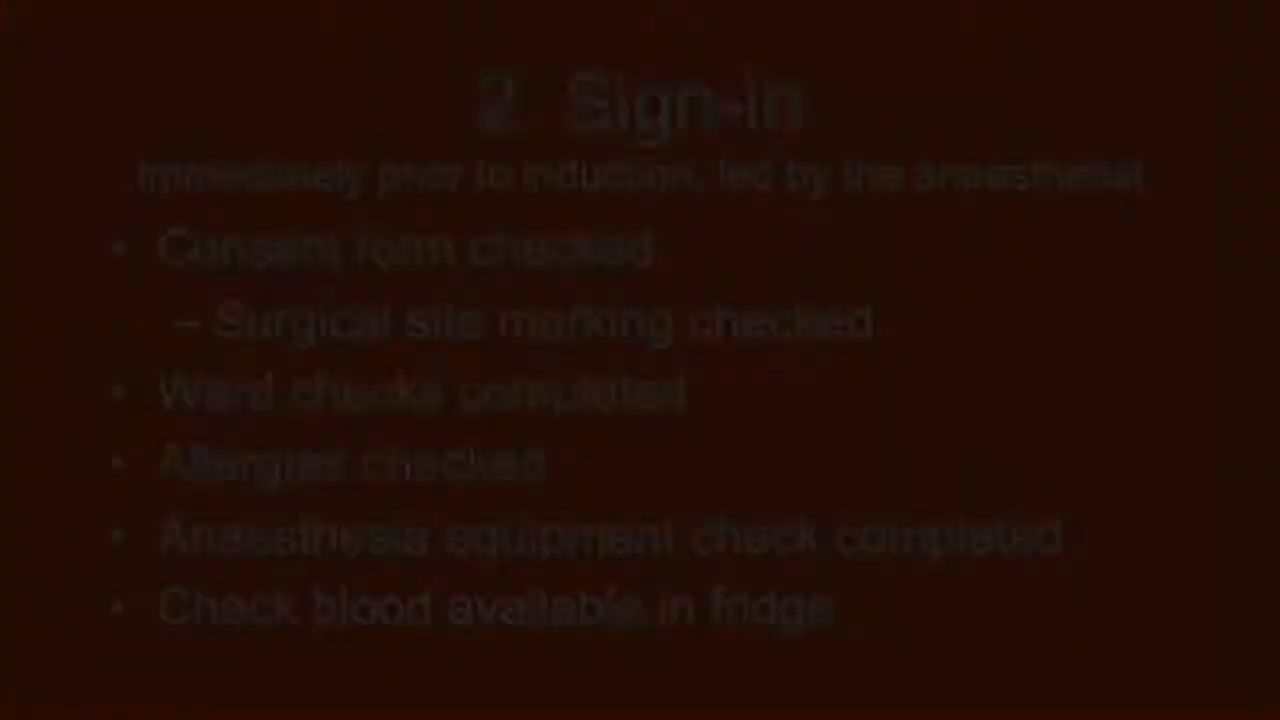 2 Sign-in
Immediately prior to induction, led by the anaesthetist
• Consent form checked
– Surgical site marking checked
• Ward checks completed
• Allergies checked
• Anaesthesia equipment check completed
• Check blood available in fridge